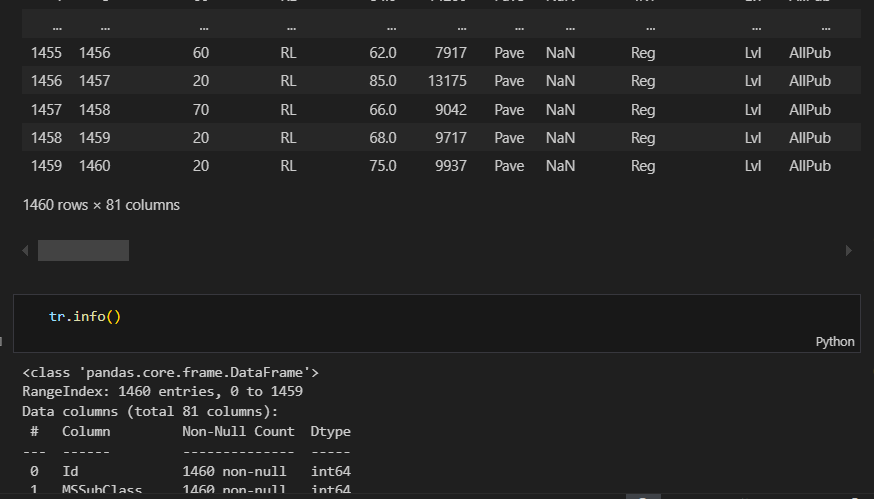 ... ... ... ... ... ... ... ... ... ... ...
1455 1456 60 RL 62.0 7917 Pave NaN Reg Lvl AllPub
1456 1457 20 RL 85.0 13175 Pave NaN Reg Lvl AllPub
1457 1458 70 RL 66.0 9042 Pave NaN Reg Lvl AllPub
1458 1459 20 RL 68.0 9717 Pave NaN Reg Lvl AllPub
1459 1460 20 RL 75.0 9937 Pave NaN Reg Lvl AllPub
1460 rows × 81 columns
tr.info()
Python
<class 'pandas.core.frame.DataFrame'>
RangeIndex: 1460 entries, 0 to 1459
Data columns (total 81 columns):
# Column Non-Null Count Dtype
--- ------ -------------- -----
0 Id 1460 non-null int64
1 MSSubClass 1460 non-null int64